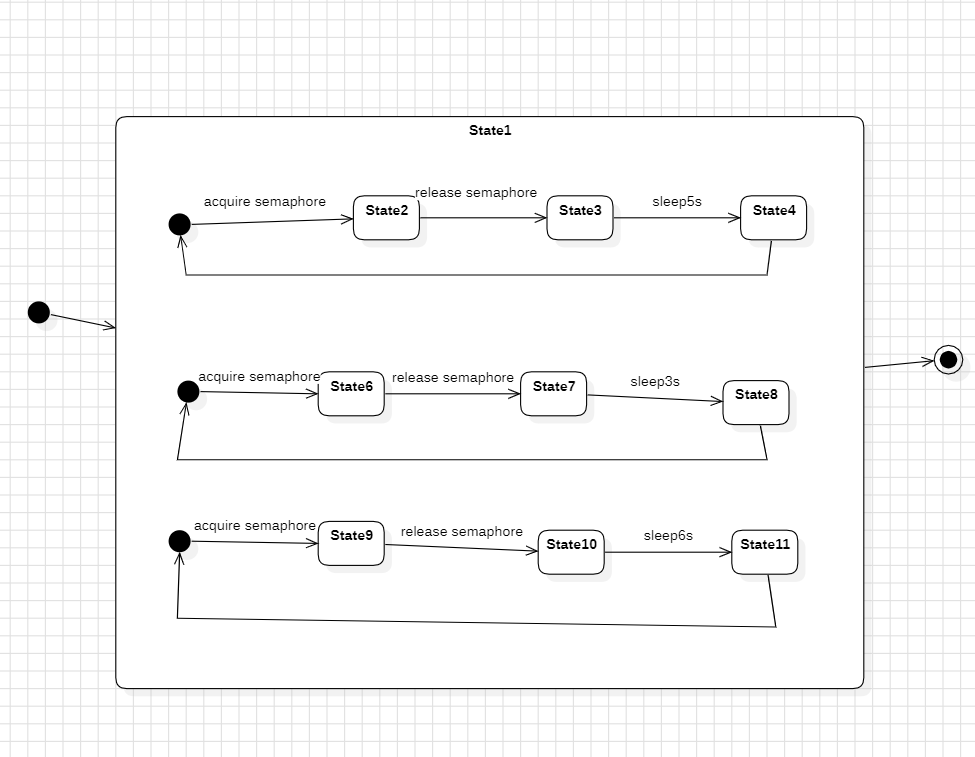 State1
acquire semaphore
State2
release semaphore
State3
sleep5s
State4
acquire semaphore
State6
release semaphore
State7
sleep3s
State8
acquire semaphore
State9
release semaphore
State10
sleep6s
State11